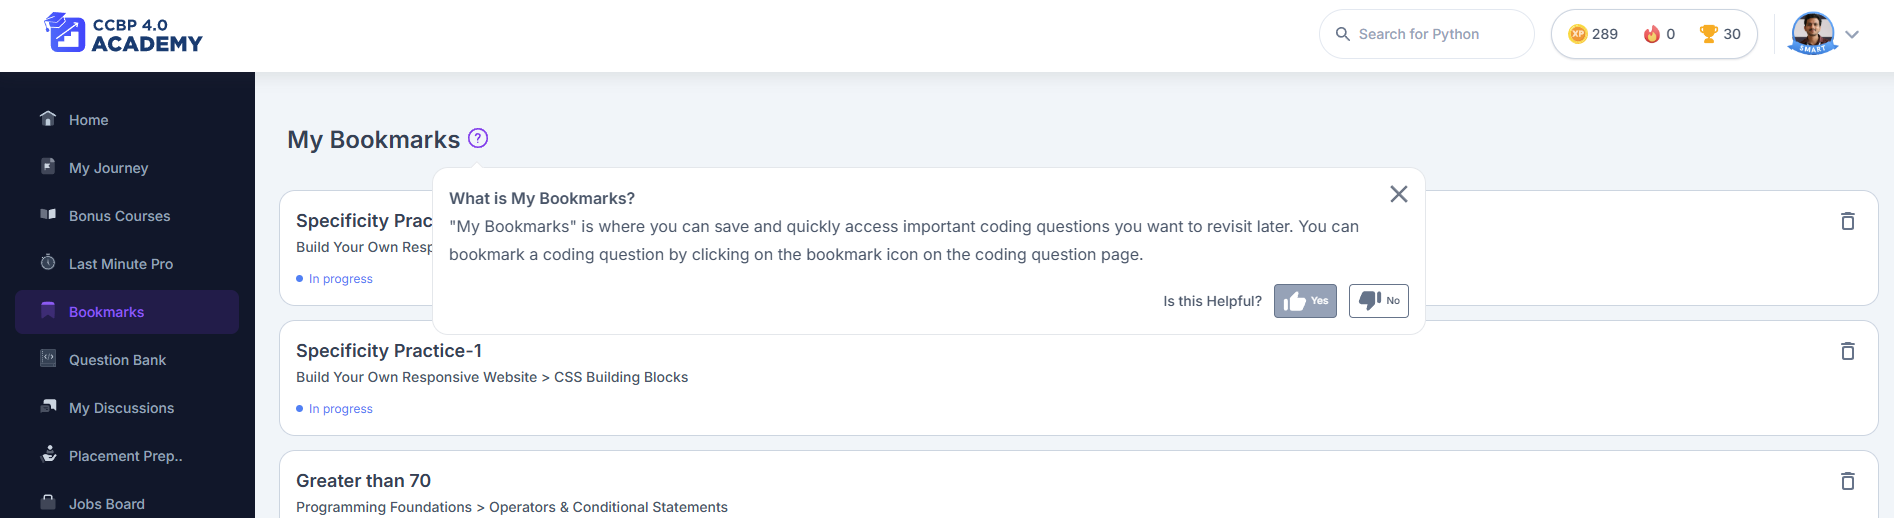 CCBP 4.0
ACADEMY
Search for Python
XP 289
0
30
SMART
Home
My Journey
Bonus Courses
Last Minute Pro
Bookmarks
Question Bank
My Discussions
Placement Prep..
Jobs Board
My Bookmarks ?
What is My Bookmarks?
"My Bookmarks" is where you can save and quickly access important coding questions you want to revisit later. You can
bookmark a coding question by clicking on the bookmark icon on the coding question page.
Is this Helpful? Yes No
Specificity Prac
Build Your Own Resp
In progress
Specificity Practice-1
Build Your Own Responsive Website > CSS Building Blocks
In progress
Greater than 70
Programming Foundations > Operators & Conditional Statements